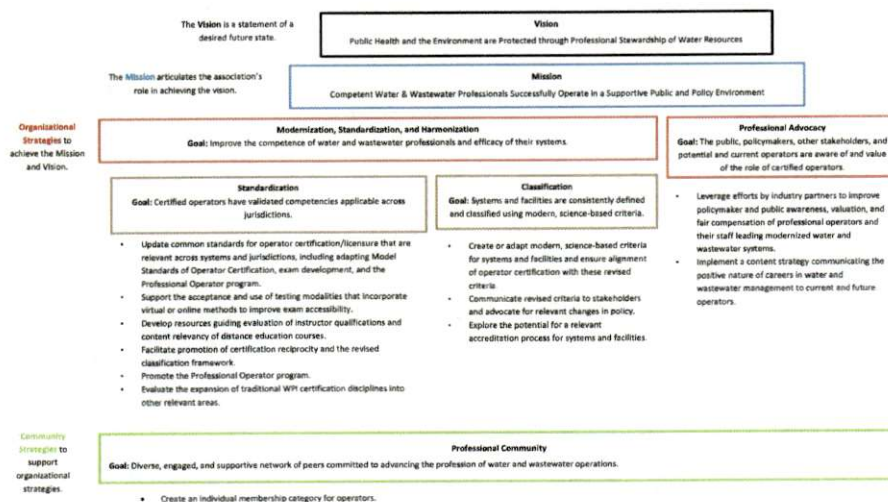 The Vision is a statement of a
desired future state.
Vision
Public Health and the Environment are Protected through Professional Stewardship of Water Resources
The Mission articulates the association's
role in achieving the vision.
Mission
Competent Water & Wastewater Professionals Successfully Operate in a Supportive Public and Policy Environment
Organizational
Strategies to
achieve the Mission
and Vision.
Modernization, Standardization, and Harmonization
Goal: Improve the competence of water and wastewater professionals and efficacy of their systems.
Professional Advocacy
Goal: The public, policymakers, other stakeholders, and
potential and current operators are aware of and value
of the role of certified operators.
Standardization
Goal: Certified operators have validated competencies applicable across
jurisdictions.
• Update common standards for operator certification/licensure that are
relevant across systems and jurisdictions, including adapting Model
Standards of Operator Certification, exam development, and the
Professional Operator program.
• Support the acceptance and use of testing modalities that incorporate
virtual or online methods to improve exam accessibility.
• Develop resources guiding evaluation of instructor qualifications and
content relevancy of distance education courses.
• Facilitate promotion of certification reciprocity and the revised
classification framework.
• Promote the Professional Operator program.
• Evaluate the expansion of traditional WPI certification disciplines into
other relevant areas.
Classification
Goal: Systems and facilities are consistently defined
and classified using modern, science-based criteria.
• Create or adapt modern, science-based criteria
for systems and facilities and ensure alignment
of operator certification with these revised
criteria.
• Communicate revised criteria to stakeholders
and advocate for relevant changes in policy.
• Explore the potential for a relevant
accreditation process for systems and facilities.
• Leverage efforts by industry partners to improve
policymaker and public awareness, valuation, and
fair compensation of professional operators and
their staff leading modernized water and
wastewater systems.
• Implement a content strategy communicating the
positive nature of careers in water and
wastewater management to current and future
operators.
Community
Strategies to
support
organizational
strategies.
Professional Community
Goal: Diverse, engaged, and supportive network of peers committed to advancing the profession of water and wastewater operations.
• Create an individual membership category for operators.